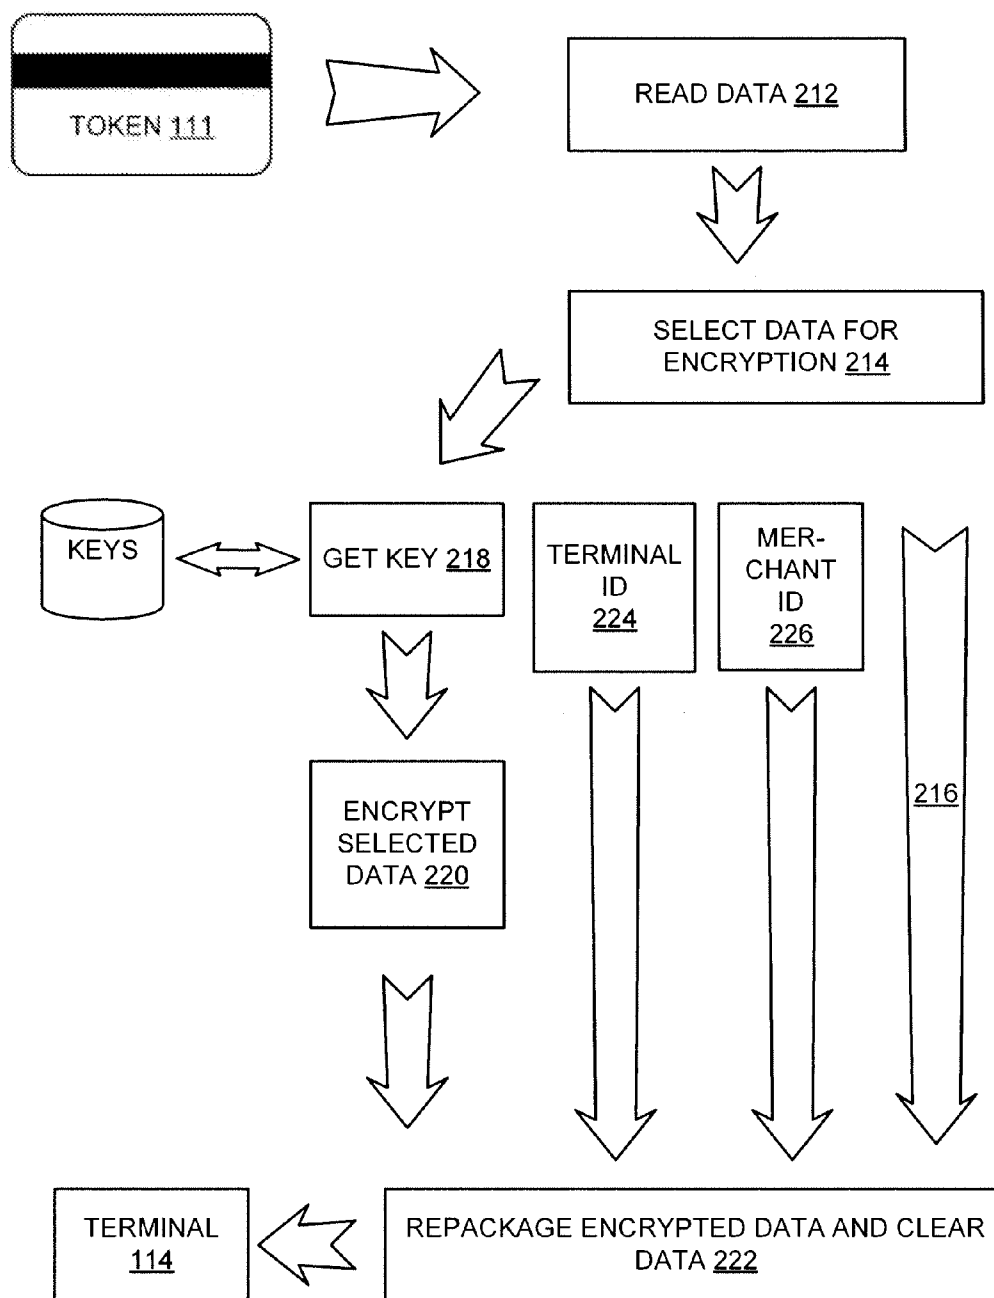 TOKEN 111
READ DATA 212
SELECT DATA FOR
ENCRYPTION 214
KEYS
GET KEY 218
TERMINAL
ID
224
MER-
CHANT
ID
226
216
ENCRYPT
SELECTED
DATA 220
TERMINAL
114
REPACKAGE ENCRYPTED DATA AND CLEAR
DATA 222